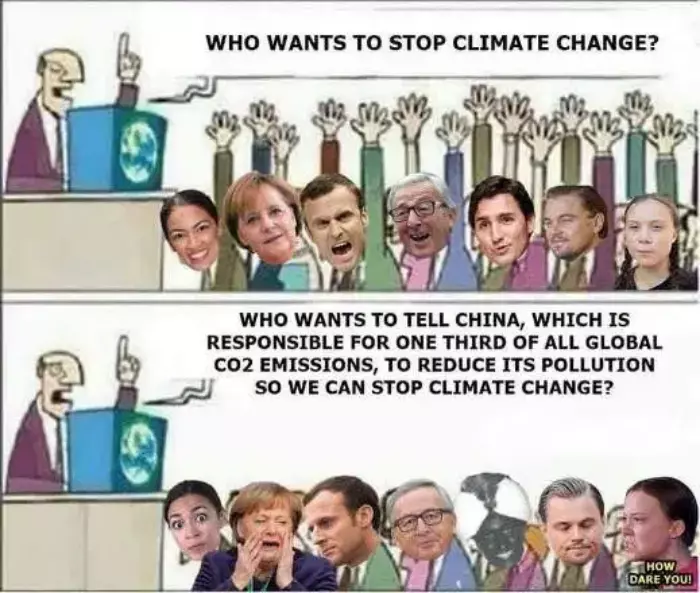 WHO WANTS TO STOP CLIMATE CHANGE?
WHO WANTS TO TELL CHINA, WHICH IS
RESPONSIBLE FOR ONE THIRD OF ALL GLOBAL
CO2 EMISSIONS, TO REDUCE ITS POLLUTION
SO WE CAN STOP CLIMATE CHANGE?
HOW
DARE YOU!